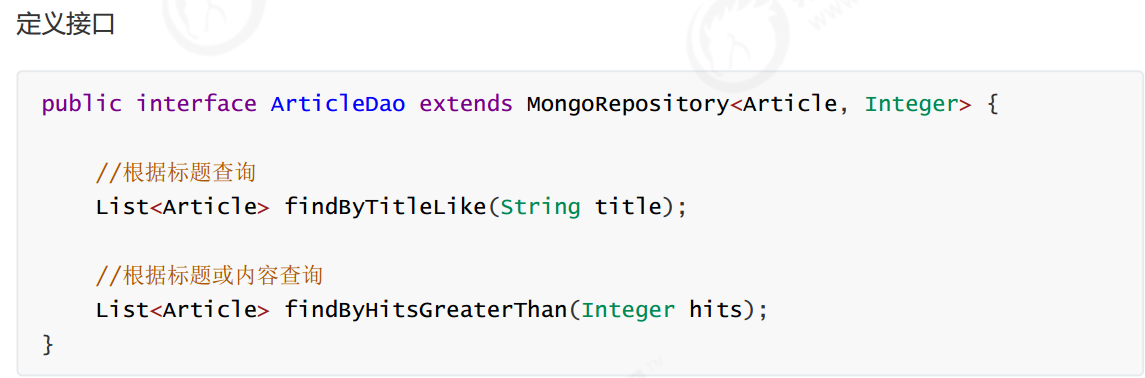 定义接口
public interface ArticleDao extends MongoRepository<Article, Integer> {
//根据标题查询
List<Article> findByTitleLike(String title);
//根据标题或内容查询
List<Article> findByHitsGreaterThan(Integer hits);
}